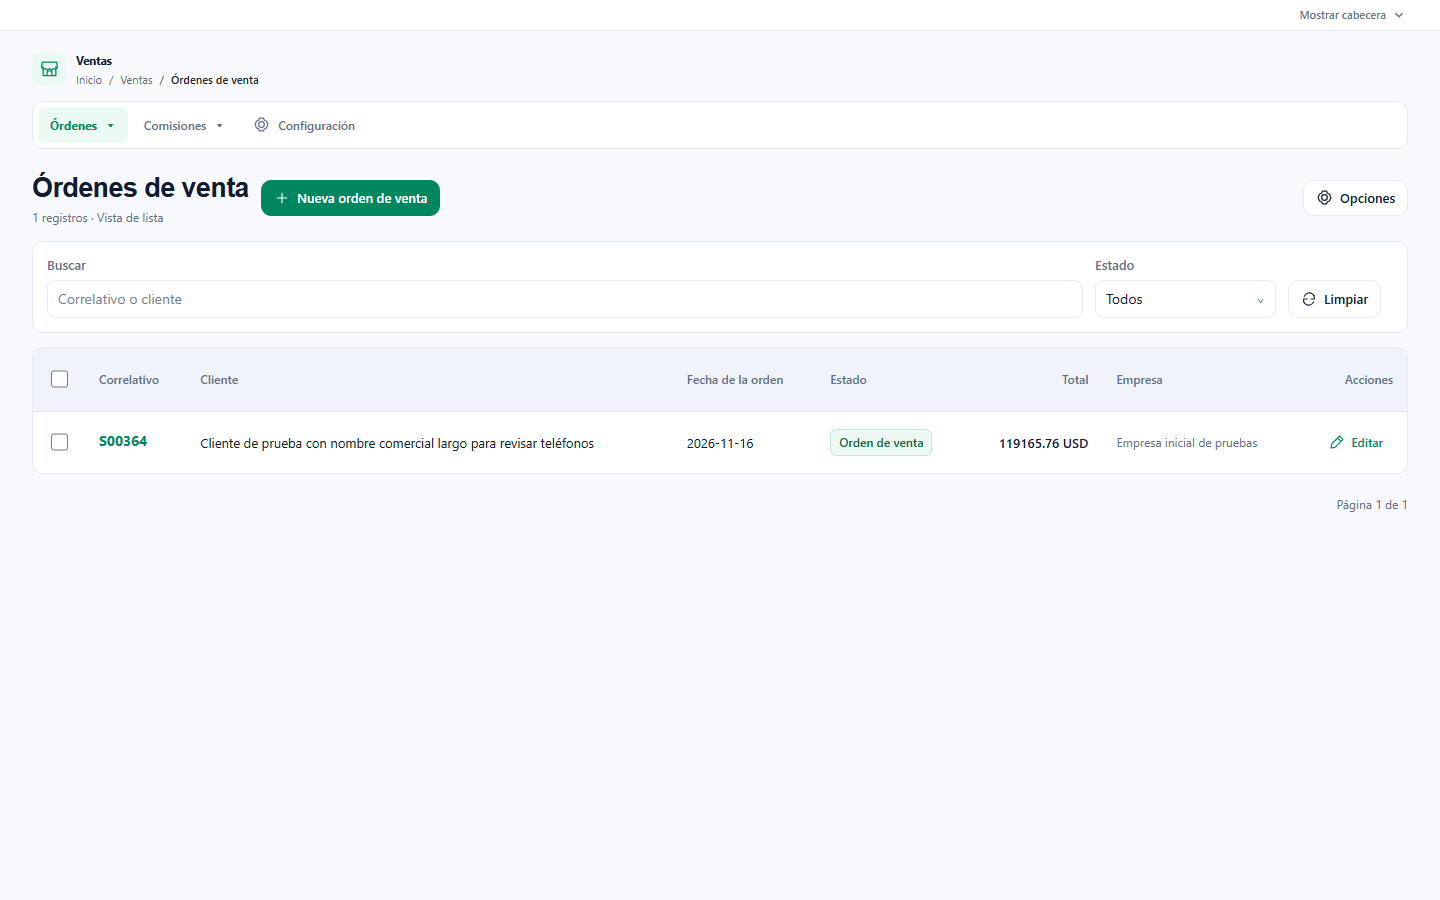 Mostrar cabecera
Ventas
Inicio / Ventas / Órdenes de venta
Órdenes Comisiones Configuración
Órdenes de venta
Nueva orden de venta
Opciones
1 registros · Vista de lista
Buscar Estado
Correlativo o cliente Todos Limpiar
Correlativo Cliente Fecha de la orden Estado Total Empresa Acciones
S00364 Cliente de prueba con nombre comercial largo para revisar teléfonos 2026-11-16 Orden de venta 119165.76 USD Empresa inicial de pruebas Editar
Página 1 de 1